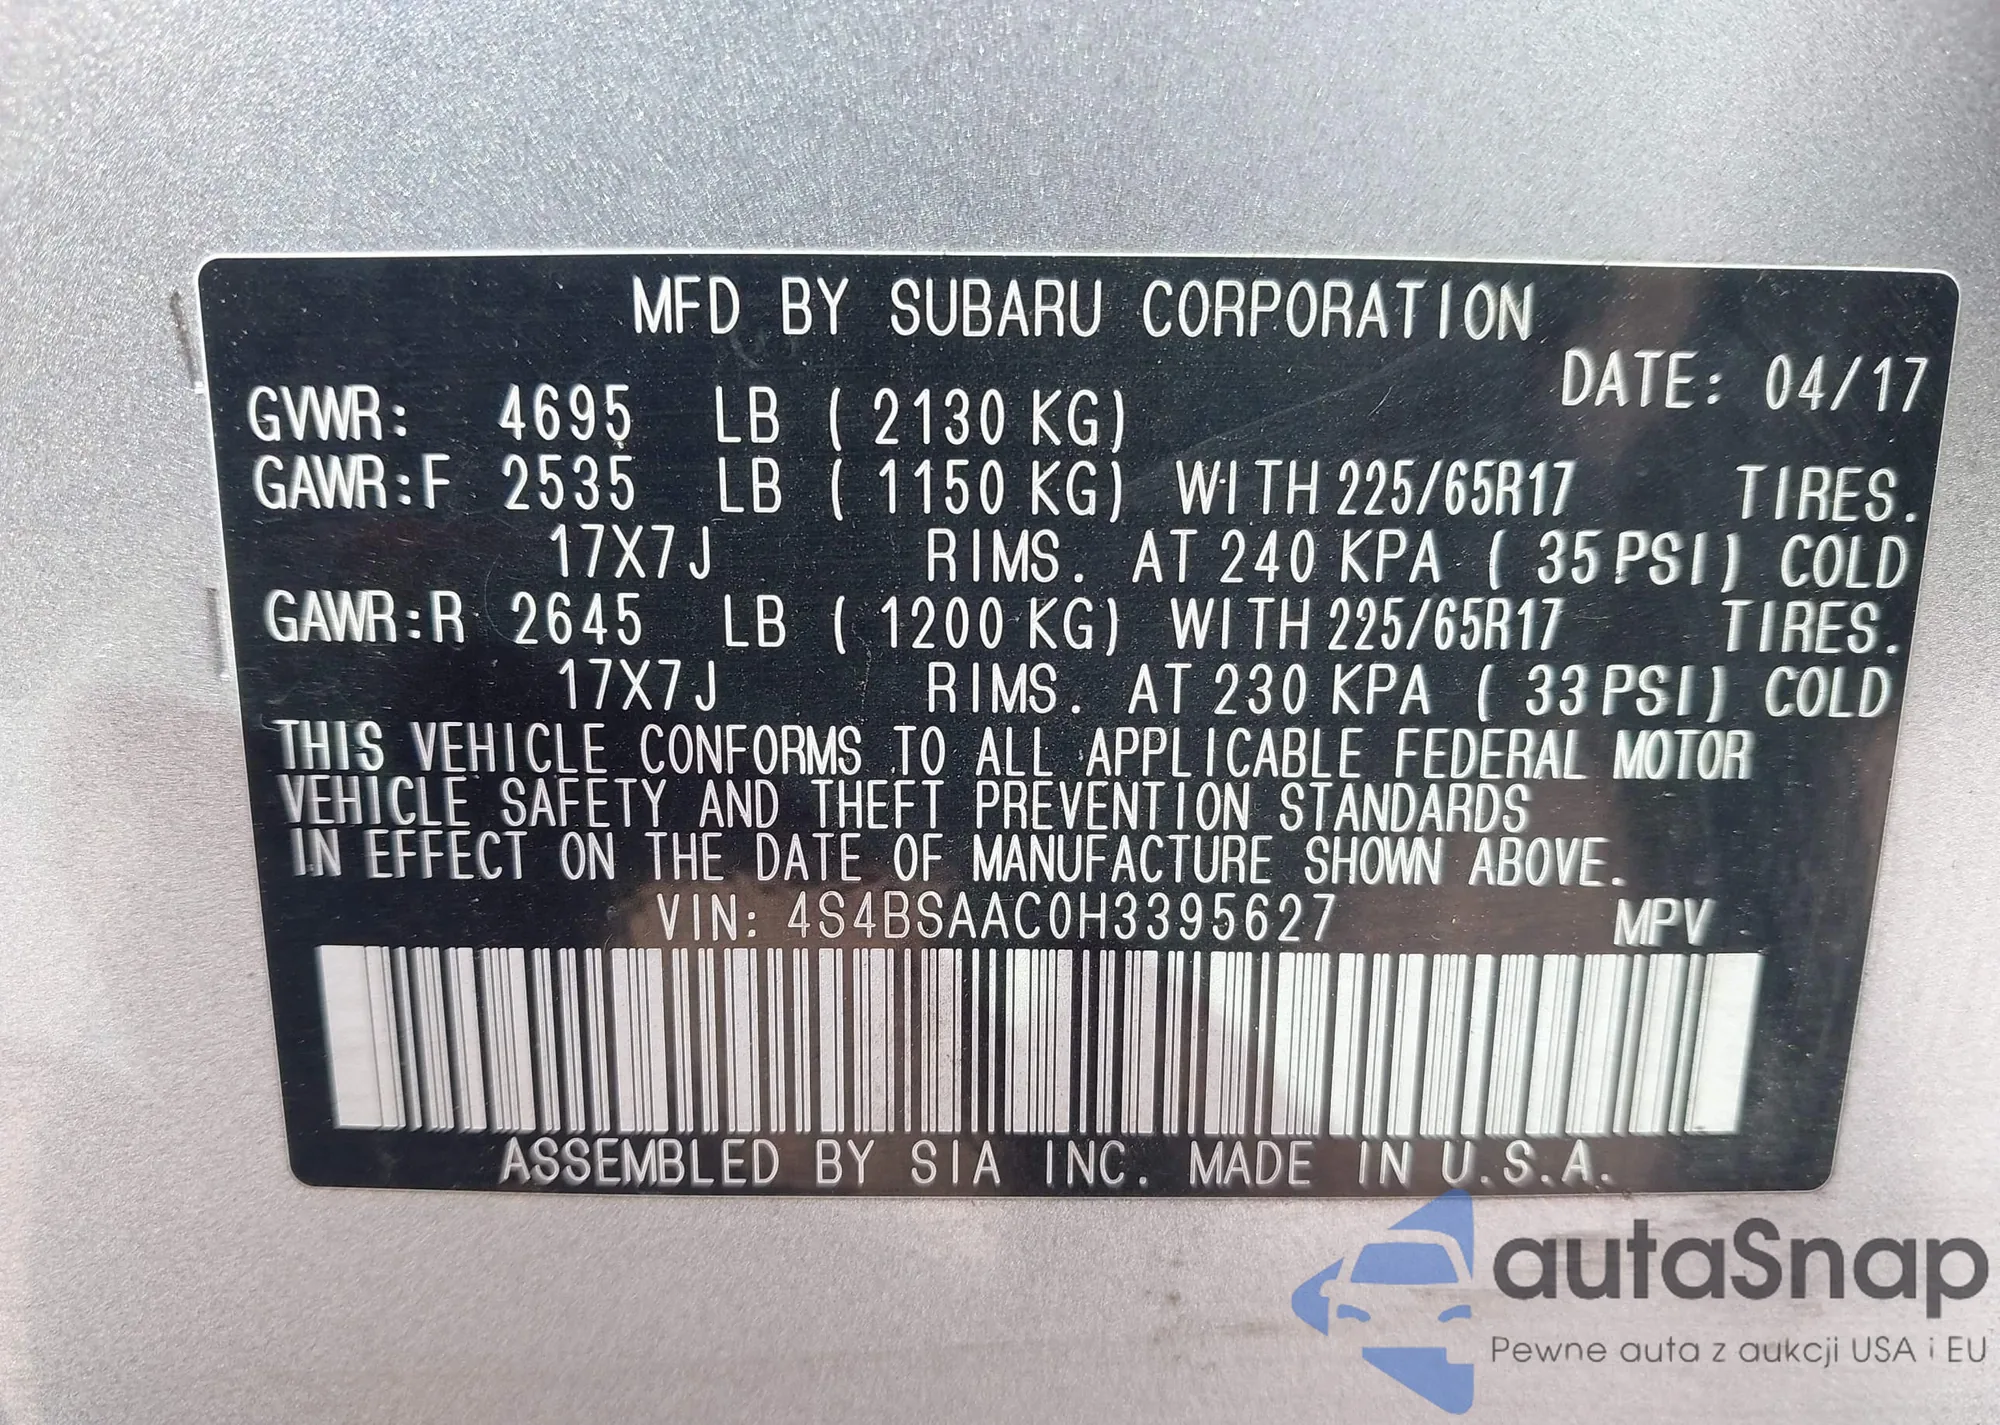 MFD BY SUBARU CORPORATION
DATE: 04/17
GVWR: 4695 LB ( 2130 KG)
GAWR:F 2535 LB ( 1150 KG) WITH 225/65R17 TIRES.
17X7J RIMS. AT 240 KPA ( 35 PSI) COLD
GAWR:R 2645 LB ( 1200 KG) WITH 225/65R17 TIRES.
17X7J RIMS. AT 230 KPA ( 33 PSI) COLD
THIS VEHICLE CONFORMS TO ALL APPLICABLE FEDERAL MOTOR
VEHICLE SAFETY AND THEFT PREVENTION STANDARDS
IN EFFECT ON THE DATE OF MANUFACTURE SHOWN ABOVE.
VIN: 4S4BSAAC0H3395627 MPV
ASSEMBLED BY SIA INC. MADE IN U.S.A.
autaSnap
Pewne auta z aukcji USA i EU